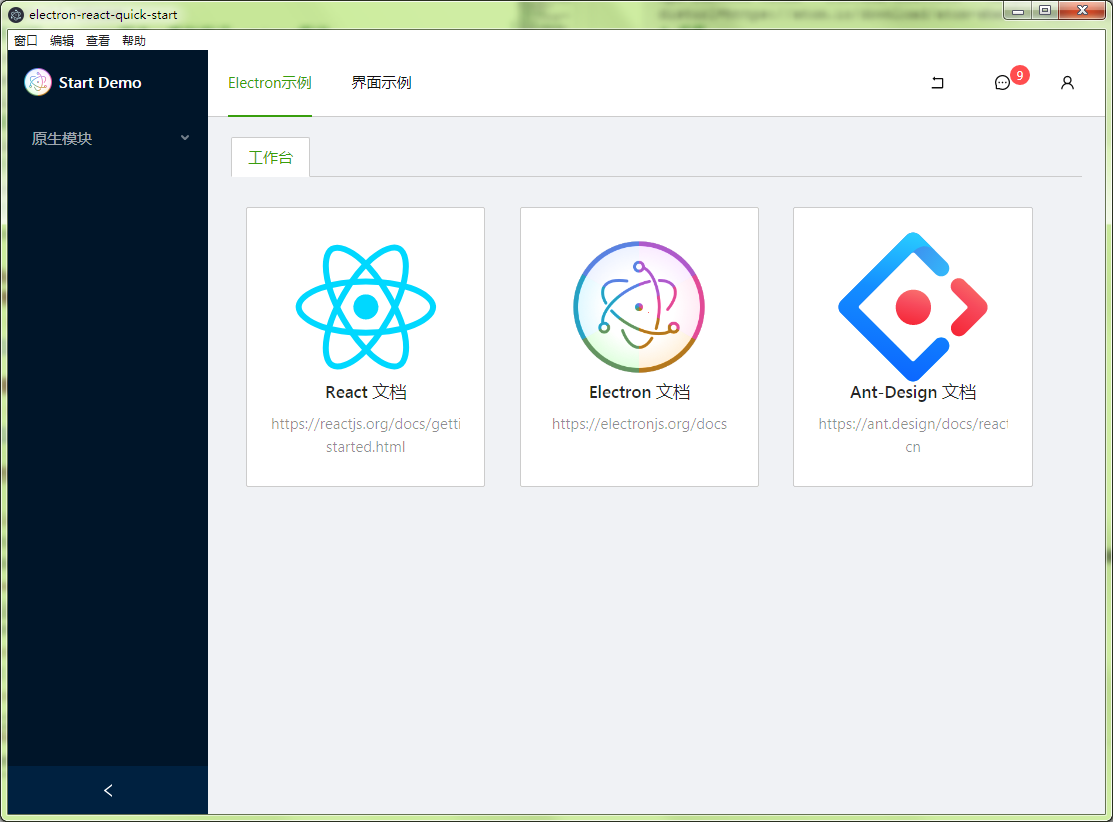 electron-react-quick-start
窗口 编辑 查看 帮助
Start Demo
Electron示例 界面示例
9
原生模块
工作台
React 文档
https://reactjs.org/docs/getti
started.html
Electron 文档
https://electronjs.org/docs
Ant-Design 文档
https://ant.design/docs/react
cn